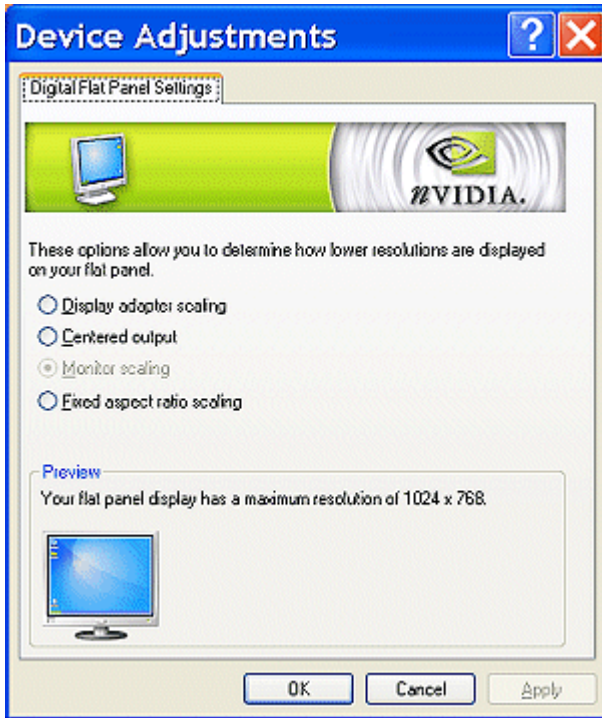 Device Adjustments
Digital Flat Panel Settings
nVIDIA.
These options allow you to determine how lower resolutions are displayed
on your flat panel.
Display adapter scaling
Centered output
Monitor scaling
Fixed aspect ratio scaling
Preview
Your flat panel display has a maximum resolution of 1024 x 768.
OK Cancel Apply